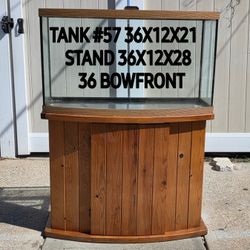 TANK #57 36X12X21
STAND 36X12X28
36 BOWFRONT